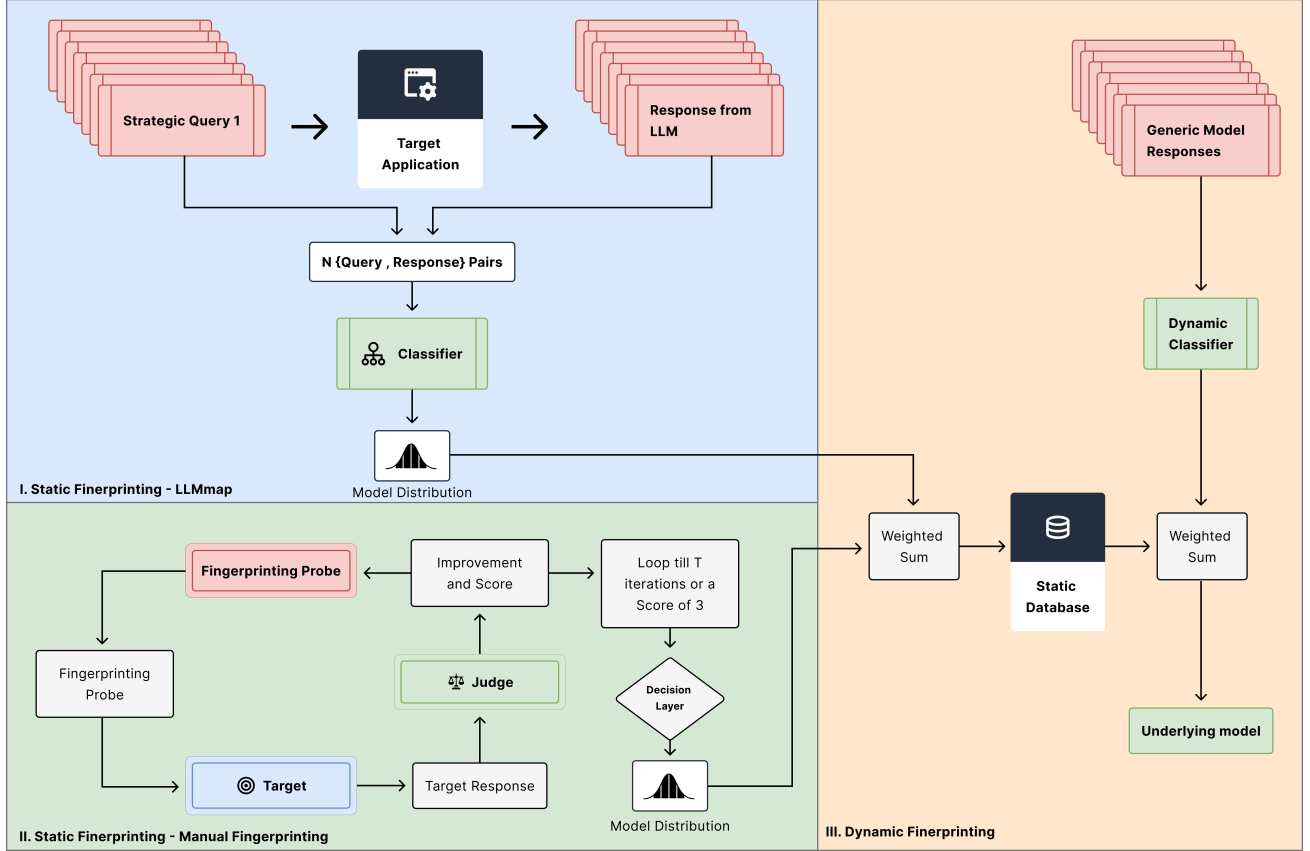 Strategic Query 1
Target
Application
Response from
LLM
N {Query , Response} Pairs
Classifier
Model Distribution
I. Static Finerprinting - LLMmap
Fingerprinting Probe
Improvement
and Score
Loop till T
iterations or a
Score of 3
Fingerprinting
Probe
Judge
Decision
Layer
Target
Target Response
Model Distribution
II. Static Finerprinting - Manual Fingerprinting
Generic Model
Responses
Dynamic
Classifier
Weighted
Sum
Static
Database
Weighted
Sum
Underlying model
III. Dynamic Finerprinting